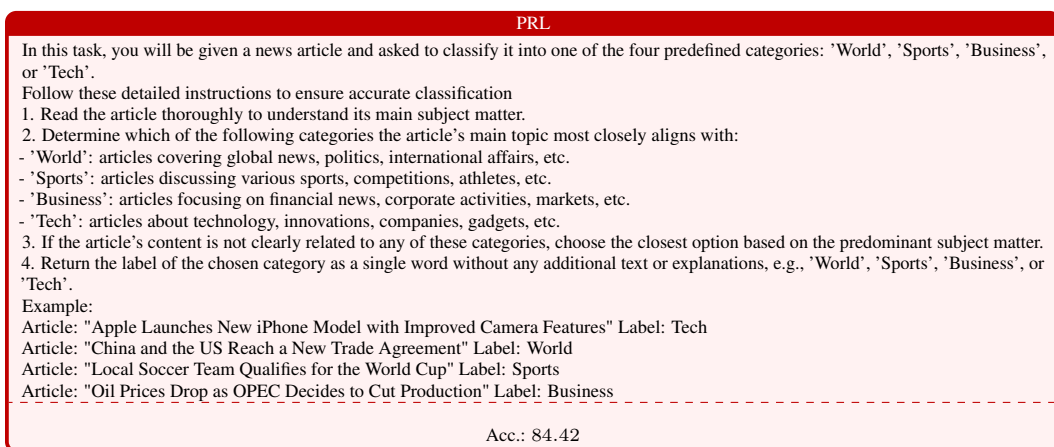 PRL
In this task, you will be given a news article and asked to classify it into one of the four predefined categories: 'World', 'Sports', 'Business',
or 'Tech'.
Follow these detailed instructions to ensure accurate classification
1. Read the article thoroughly to understand its main subject matter.
2. Determine which of the following categories the article's main topic most closely aligns with:
- 'World': articles covering global news, politics, international affairs, etc.
- 'Sports': articles discussing various sports, competitions, athletes, etc.
- 'Business': articles focusing on financial news, corporate activities, markets, etc.
- 'Tech': articles about technology, innovations, companies, gadgets, etc.
3. If the article's content is not clearly related to any of these categories, choose the closest option based on the predominant subject matter.
4. Return the label of the chosen category as a single word without any additional text or explanations, e.g., 'World', 'Sports', 'Business', or
'Tech'.
Example:
Article: "Apple Launches New iPhone Model with Improved Camera Features" Label: Tech
Article: "China and the US Reach a New Trade Agreement" Label: World
Article: "Local Soccer Team Qualifies for the World Cup" Label: Sports
Article: "Oil Prices Drop as OPEC Decides to Cut Production" Label: Business
Acc.: 84.42